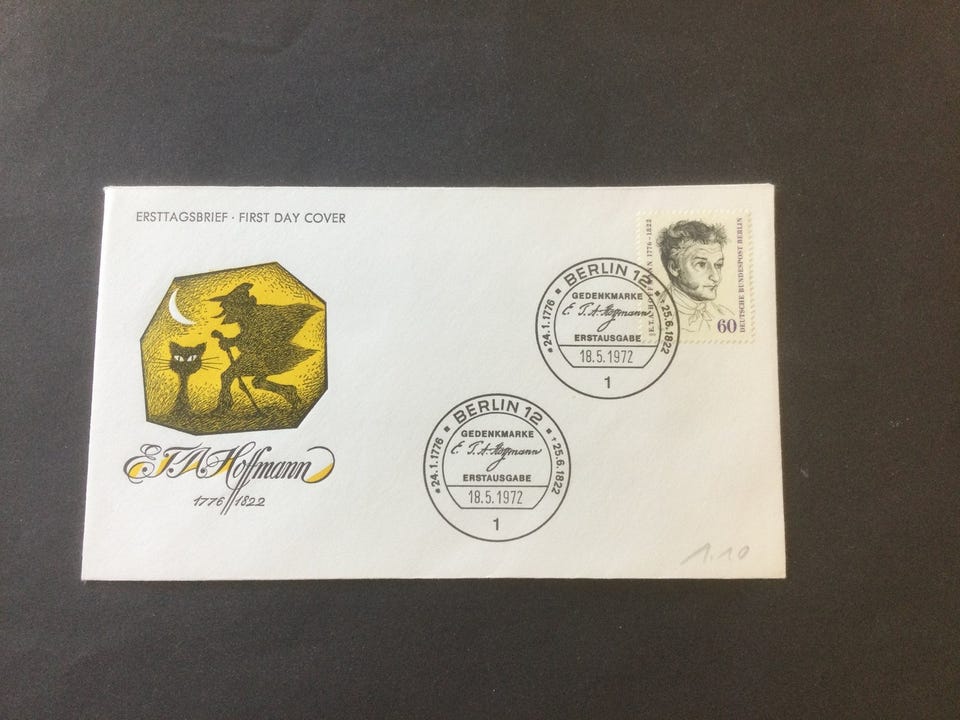 ERSTTAGSBRIEF · FIRST DAY COVER
E.T.A. HOFFMANN 1776-1822
DEUTSCHE BUNDESPOST BERLIN
60
BERLIN 12
*24.1.1776
+25.6.1822
GEDENKMARKE
E. T. A. Hoffmann
ERSTAUSGABE
18.5.1972
1
BERLIN 12
*24.1.1776
+25.6.1822
GEDENKMARKE
E. T. A. Hoffmann
ERSTAUSGABE
18.5.1972
1
ETA Hoffmann
1776 // 1822
1.10